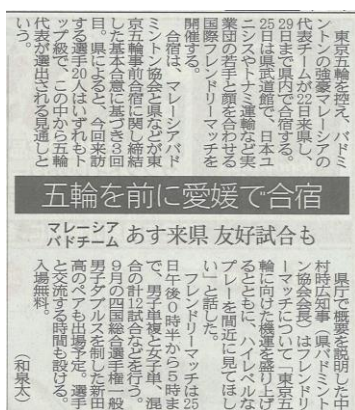 五輪を前に愛媛で合宿
マレーシア
バドチーム
あす来県 友好試合も
東京五輪を控え、バドミ
ントンの強豪マレーシアの
代表チームが22日来県し、
29日まで県内で合宿する。
25日は県武道館で、日本ユ
ニシスやトナミ運輸など実
業団の若手と顔を合わせる
国際フレンドリーマッチを
開催する。
合宿は、マレーシアバド
ミントン協会と県などが東
京五輪事前合宿に関し締結
した基本合意に基づき3回
目。県によると、今回来訪
する選手20人はいずれもト
ップ級で、この中から五輪
代表が選出される見通しと
いう。
県庁で概要を説明した中
村時広知事(県バドミント
ン協会会長)はフレンドリ
ーマッチについて「東京五
輪に向けた機運を盛り上げ
るとともに、ハイレベルな
プレーを間近に見てほし
い」と話した。
フレンドリーマッチは25
日午後0時半から5時ま
で、男子単複と女子単、混
合の計12試合などを行う。
9月の四国総合選手権一般
男子ダブルスを制した新田
高のペアも出場予定。選手
と交流する時間も設ける。
入場無料。
(和泉太)